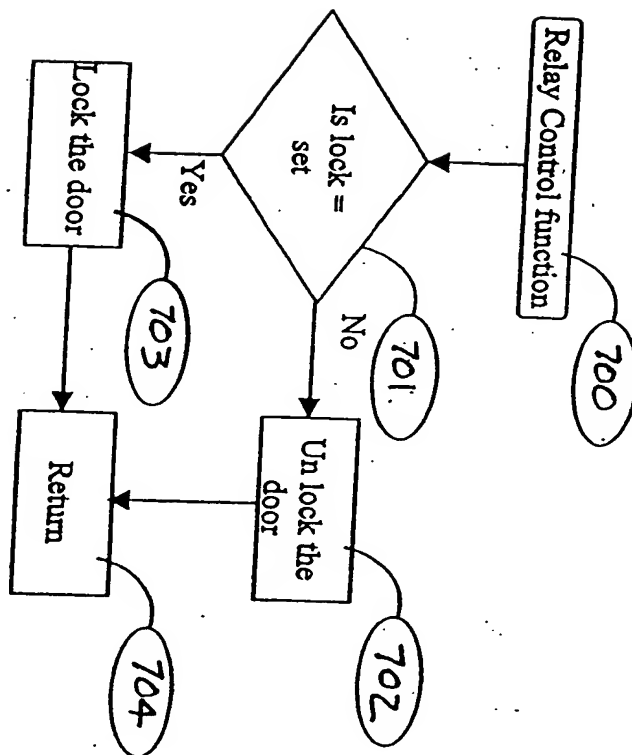 Relay Control function
700
Is lock =
set
701
No
Un lock the
door
702
Yes
Lock the door
703
Return
704